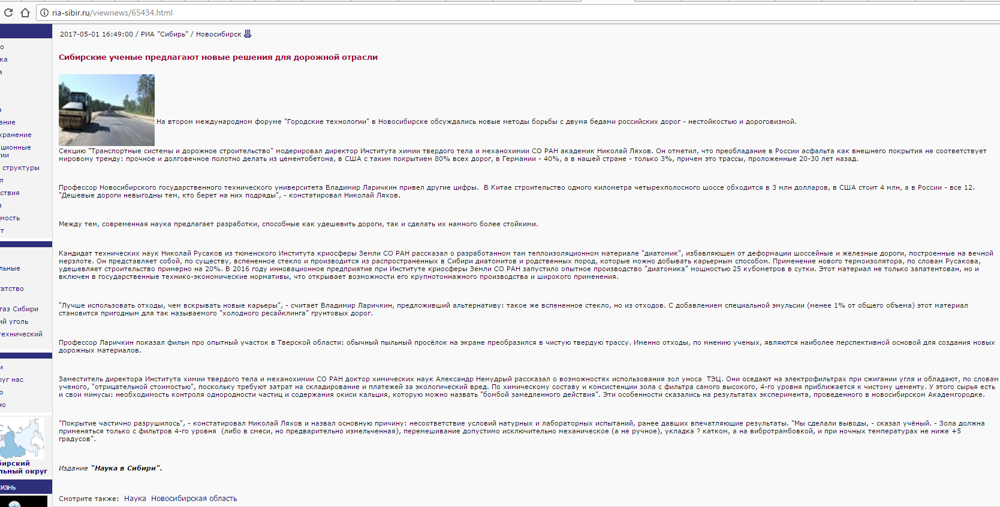 ria-sibir.ru/viewnews/65434.html
2017-05-01 16:49:00 / РИА "Сибирь" / Новосибирск
Сибирские ученые предлагают новые решения для дорожной отрасли
На втором международном форуме "Городские технологии" в Новосибирске обсуждались новые методы борьбы с двумя бедами российских дорог - нестойкостью и дороговизной.
Секцию "Транспортные системы и дорожное строительство" модерировал директор Института химии твердого тела и механохимии СО РАН академик Николай Ляхов. Он отметил, что преобладание в России асфальта как внешнего покрытия не соответствует
мировому тренду: прочное и долговечное полотно делать из цементобетона, в США с таким покрытием 80% всех дорог, в Германии - 40%, а в нашей стране - только 3%, причем это трассы, проложенные 20-30 лет назад.
Профессор Новосибирского государственного технического университета Владимир Ларичкин привел другие цифры.  В Китае строительство одного километра четырехполосного шоссе обходится в 3 млн долларов, в США стоит 4 млн, а в России - все 12.
"Дешевые дороги невыгодны тем, кто берет на них подряды", - констатировал Николай Ляхов.
Между тем, современная наука предлагает разработки, способные как удешевить дороги, так и сделать их намного более стойкими.
Кандидат технических наук Николай Русаков из тюменского Института криосферы Земли СО РАН рассказал о разработанном там теплоизоляционном материале "диатомик", избавляющем от деформации шоссейные и железные дороги, построенные на вечной
мерзлоте. Он представляет собой, по существу, вспененное стекло и производится из распространенных в Сибири диатомитов и родственных пород, которые можно добывать карьерным способом. Применение нового термоизолятора, по словам Русакова,
удешевляет строительство примерно на 20%. В 2016 году инновационное предприятие при Институте криосферы Земли СО РАН запустило опытное производство "диатомика" мощностью 25 кубометров в сутки. Этот материал не только запатентован, но и
включен в государственные технико-экономические нормативы, что открывает возможности его крупнотоннажного производства и широкого применения.
"Лучше использовать отходы, чем вскрывать новые карьеры", - считает Владимир Ларичкин, предложивший альтернативу: такое же вспененное стекло, но из отходов. С добавлением специальной эмульсии (менее 1% от общего объема) этот материал
становится пригодным для так называемого "холодного ресайклинга" грунтовых дорог.
Профессор Ларичкин показал фильм про опытный участок в Тверской области: обычный пыльный просёлок на экране преобразился в чистую твердую трассу. Именно отходы, по мнению ученых, являются наиболее перспективной основой для создания новых
дорожных материалов.
Заместитель директора Института химии твердого тела и механохимии СО РАН доктор химических наук Александр Немудрый рассказал о возможностях использования зол уноса  ТЭЦ. Они оседают на электрофильтрах при сжигании угля и обладают, по словам
ученого, "отрицательной стоимостью", поскольку требуют затрат на складирование и платежей за экологический вред. По химическому составу и консистенции зола с фильтра самого высокого, 4-го уровня приближается к чистому цементу. У этого сырья есть
и свои минусы: необходимость контроля однородности частиц и содержания окиси кальция, которую можно назвать "бомбой замедленного действия". Эти особенности сказались на результатах эксперимента, проведенного в новосибирском Академгородке.
"Покрытие частично разрушилось", - констатировал Николай Ляхов и назвал основную причину: несоответствие условий натурных и лабораторных испытаний, ранее давших впечатляющие результаты. "Мы сделали выводы, - сказал учёный. - Зола должна
применяться только с фильтров 4-го уровня  (либо в смеси, но предварительно измельченная), перемешивание допустимо исключительно механическое (а не ручное), укладка ? катком, а на вибротрамбовкой, и при ночных температурах не ниже +5
градусов".
Издание "Наука в Сибири".
Смотрите также:  Наука  Новосибирская область
о
ка
а
а
ание
хранение
ционные
гии
структуры
л
ствия
я
мость
т
льные
гатство
газ Сибири
ий уголь
технический
и
руг нас
о
но
бирский
льный округ
изнь